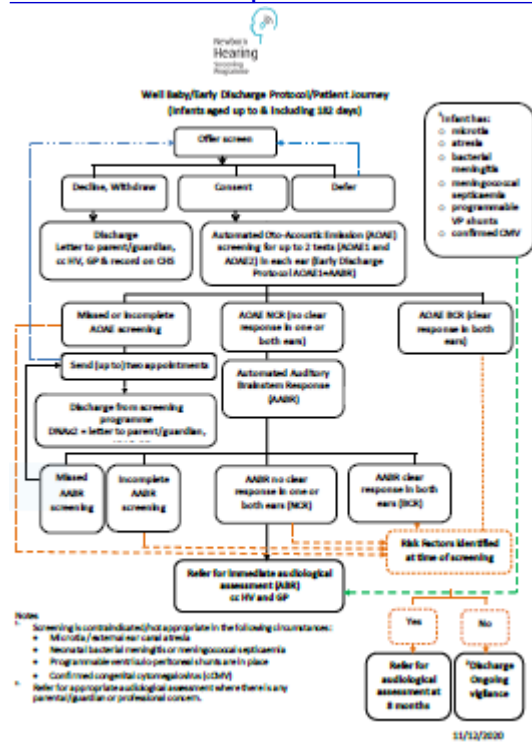 Newborn
Hearing
Screening
Programme
Well Baby/Early Discharge Protocol/Patient Journey
(Infants aged up to & including 182 days)
Offer screen
Decline, Withdraw
Consent
Defer
Discharge
Letter to parent/guardian,
cc HV, GP & record on CHS
Automated Oto-Acoustic Emission (AOAE)
screening for up to 2 tests (AOAE1 and
AOAE2) in each ear (Early Discharge
Protocol AOAE1+AABR)
Infant has:
○ microtia
○ atresia
○ bacterial
meningitis
○ meningococcal
septicaemia
○ programmable
VP shunts
○ confirmed CMV
Missed or incomplete
AOAE screening
AOAE NCR (no clear
response in one or
both ears)
AOAE BCR (clear
response in both
ears)
Send (up to) two appointments
Automated Auditory
Brainstem Response
(AABR)
Discharge from screening
programme
DNAx2 + letter to parent/guardian,
Missed
AABR
screening
Incomplete
AABR
screening
AABR no clear
response in one or
both ears (NCR)
AABR clear
response in both
ears (BCR)
Risk Factors identified
at time of screening
Refer for immediate audiological
assessment (ABR)
cc HV and GP
Yes
No
Refer for
audiological
assessment at
8 months
Discharge
Ongoing
vigilance
Notes
Screening is contraindicated/not appropriate in the following circumstances:
• Microtia / external ear canal atresia
• Neonatal bacterial meningitis or meningococcal septicaemia
• Programmable ventriculo peritoneal shunts are in place
• Confirmed congenital cytomegalovirus (cCMV)
Refer for appropriate audiological assessment where there is any
parental/guardian or professional concern.
11/12/2020